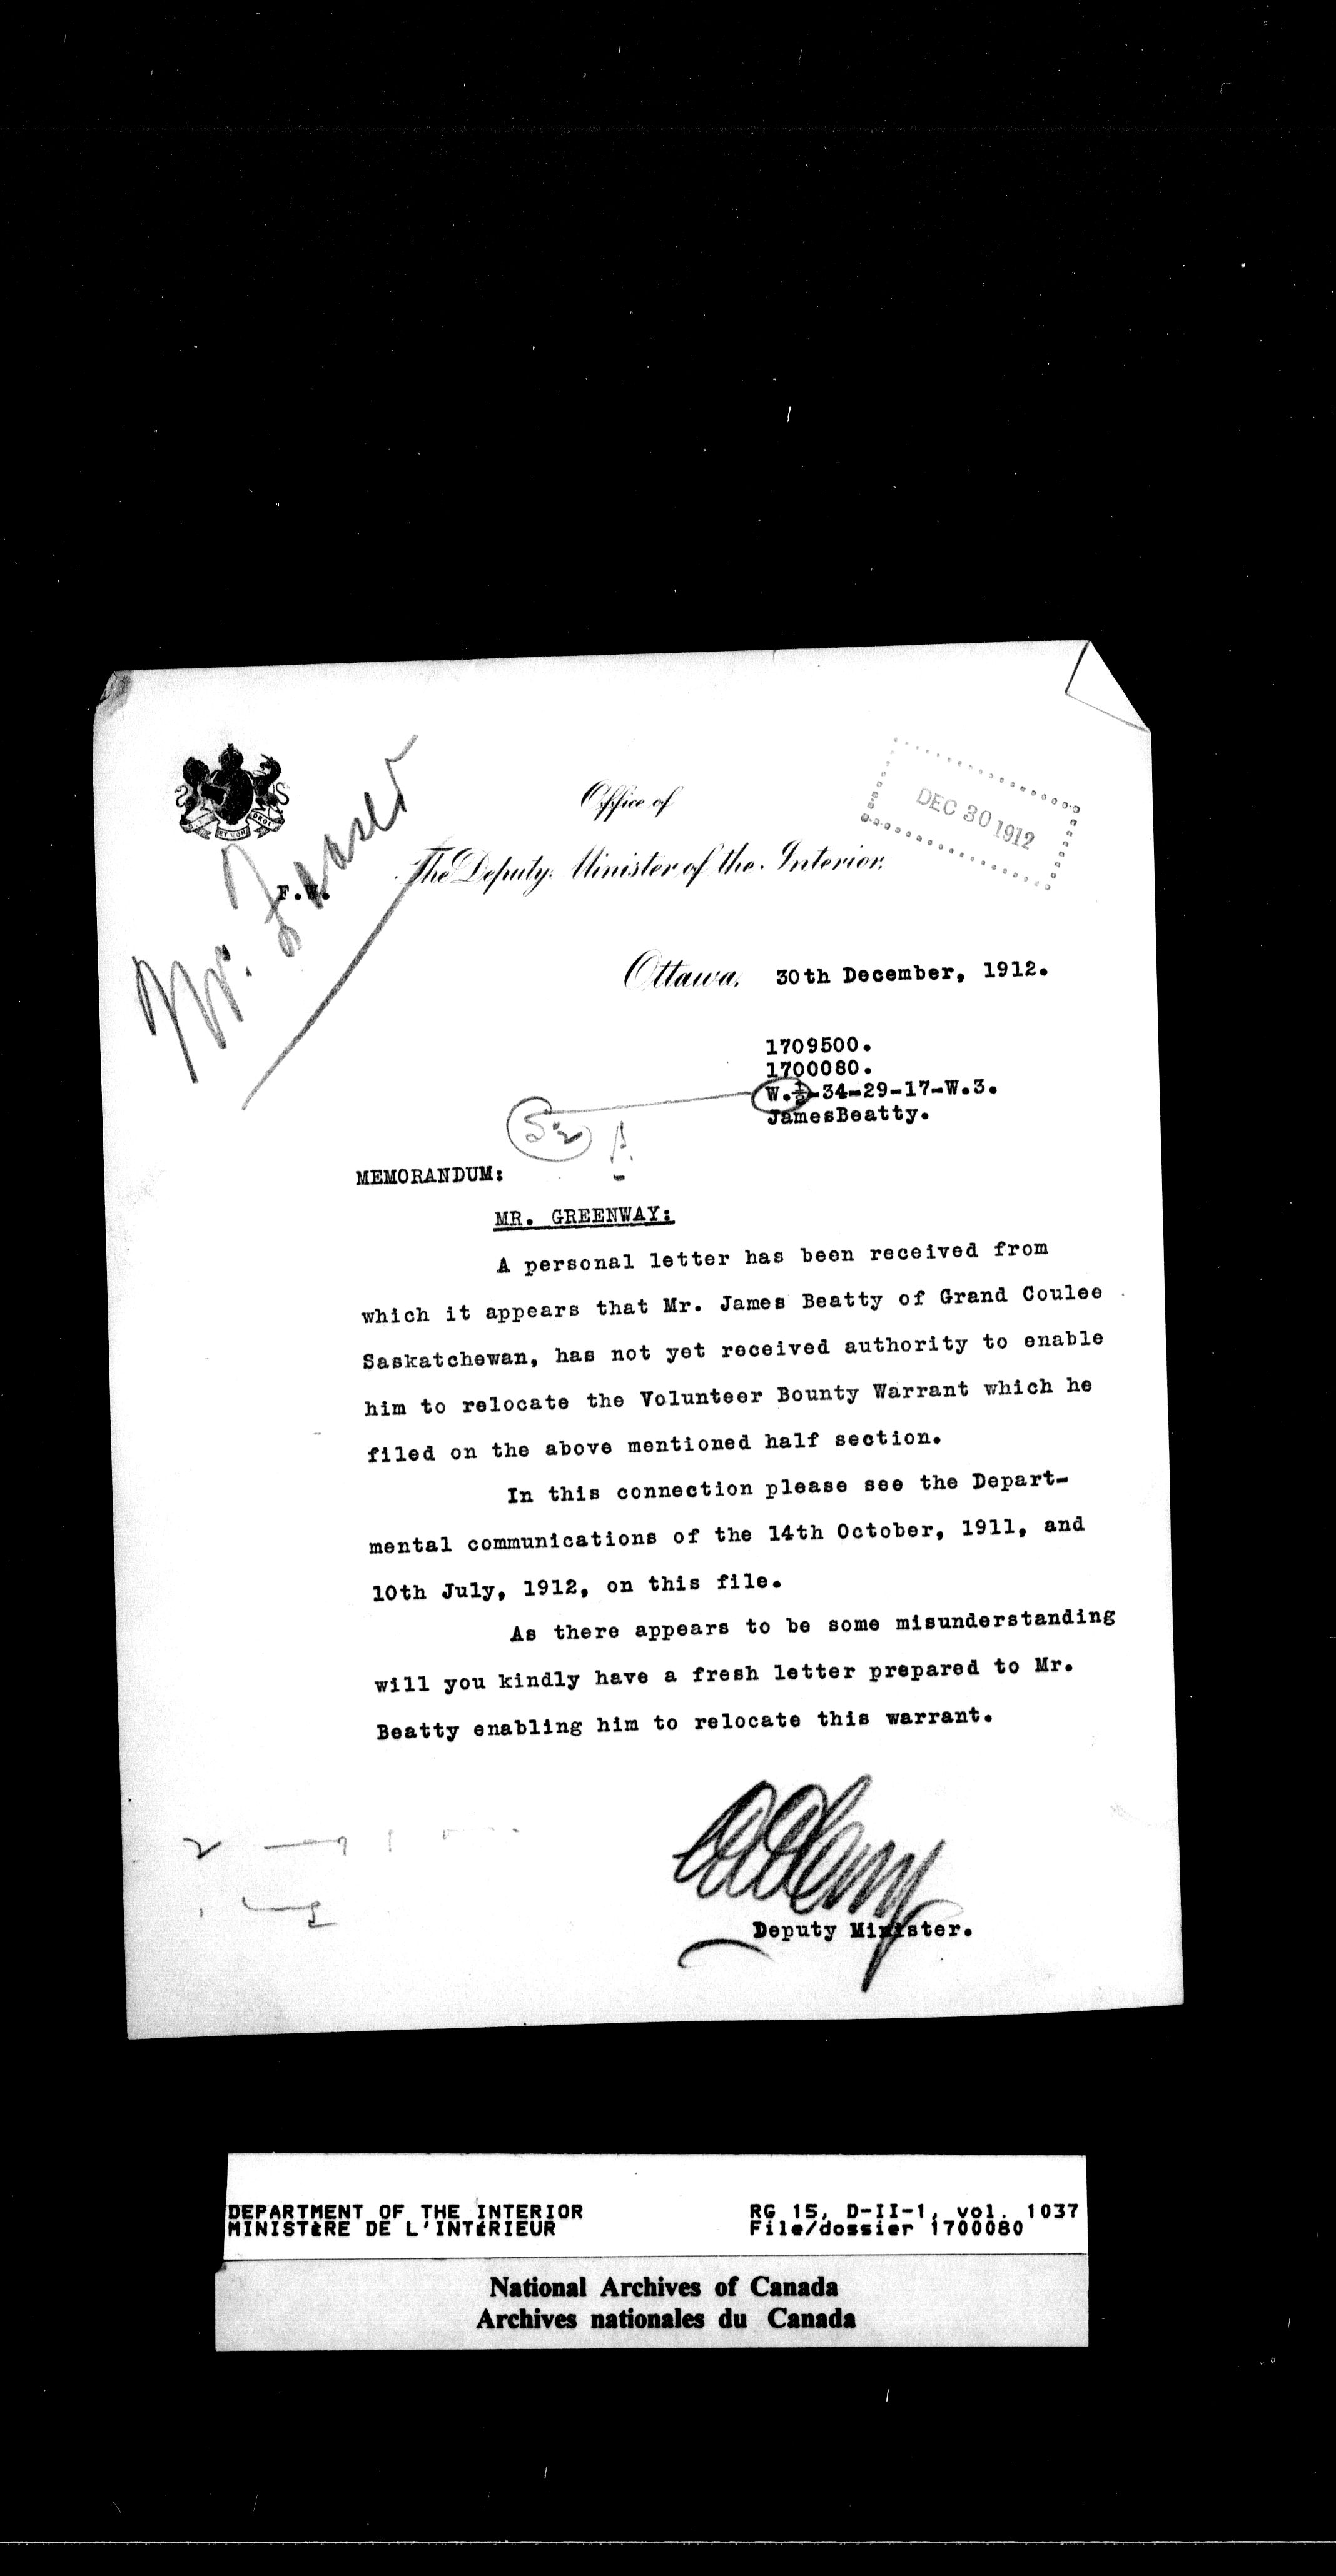 Office of
The Deputy Minister of the Interior,
DEC 30 1912
Mr. Fraser
F.W.
Ottawa, 30th December, 1912.
1709500.
1700080.
W.½-34-29-17-W.3.
JamesBeatty.
MEMORANDUM:
MR. GREENWAY:
A personal letter has been received from
which it appears that Mr. James Beatty of Grand Coulee
Saskatchewan, has not yet received authority to enable
him to relocate the Volunteer Bounty Warrant which he
filed on the above mentioned half section.
In this connection please see the Depart-
mental communications of the 14th October, 1911, and
10th July, 1912, on this file.
As there appears to be some misunderstanding
will you kindly have a fresh letter prepared to Mr.
Beatty enabling him to relocate this warrant.
Deputy Minister.
DEPARTMENT OF THE INTERIOR
MINISTÈRE DE L'INTÉRIEUR
RG 15, D-II-1, vol. 1037
File/dossier 1700080
National Archives of Canada
Archives nationales du Canada